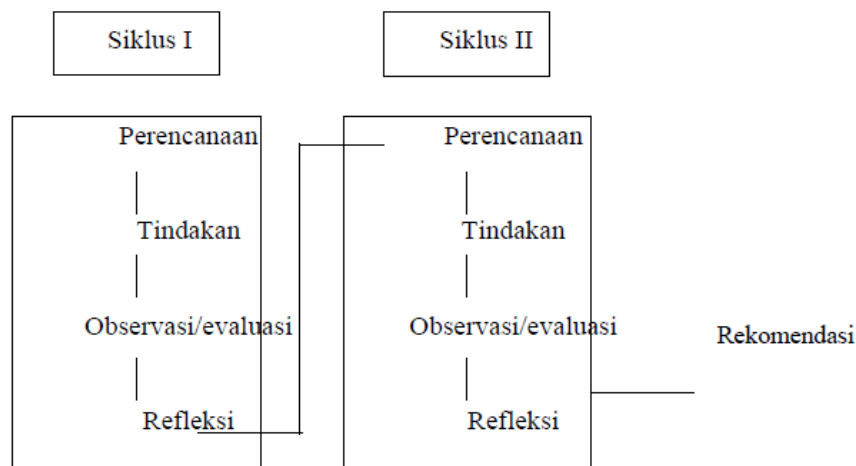 Siklus I
Siklus II
Perencanaan
Tindakan
Observasi/evaluasi
Refleksi
Perencanaan
Tindakan
Observasi/evaluasi
Refleksi
Rekomendasi